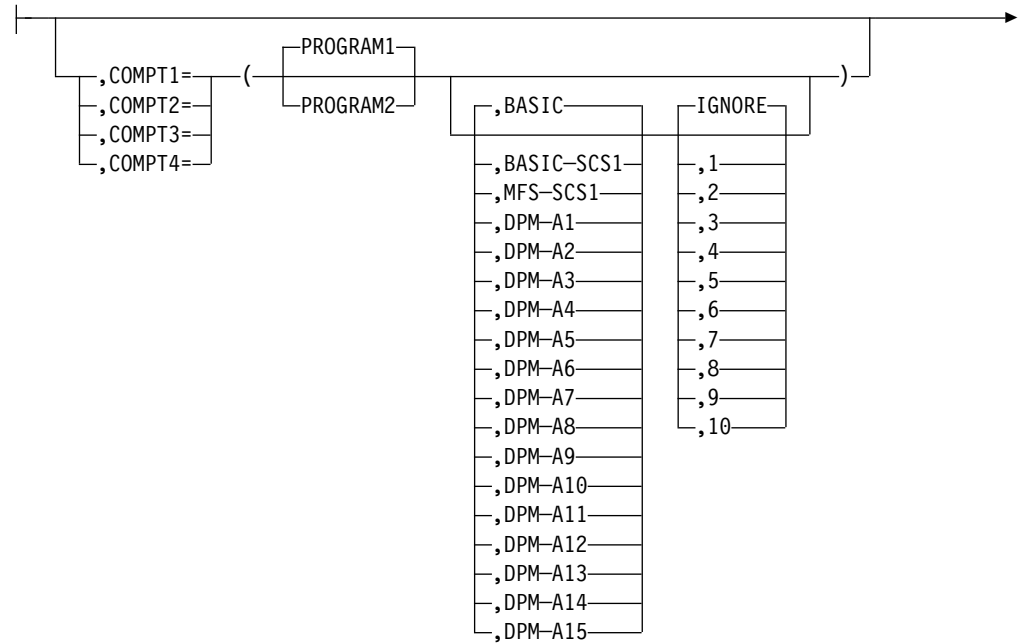 PROGRAM1
,COMPT1= ( )
,COMPT2= PROGRAM2 ,BASIC IGNORE
,COMPT3=
,COMPT4= ,BASIC–SCS1 ,1
,MFS–SCS1 ,2
,DPM–A1 ,3
,DPM–A2 ,4
,DPM–A3 ,5
,DPM–A4 ,6
,DPM–A5 ,7
,DPM–A6 ,8
,DPM–A7 ,9
,DPM–A8 ,10
,DPM–A9
,DPM–A10
,DPM–A11
,DPM–A12
,DPM–A13
,DPM–A14
,DPM–A15